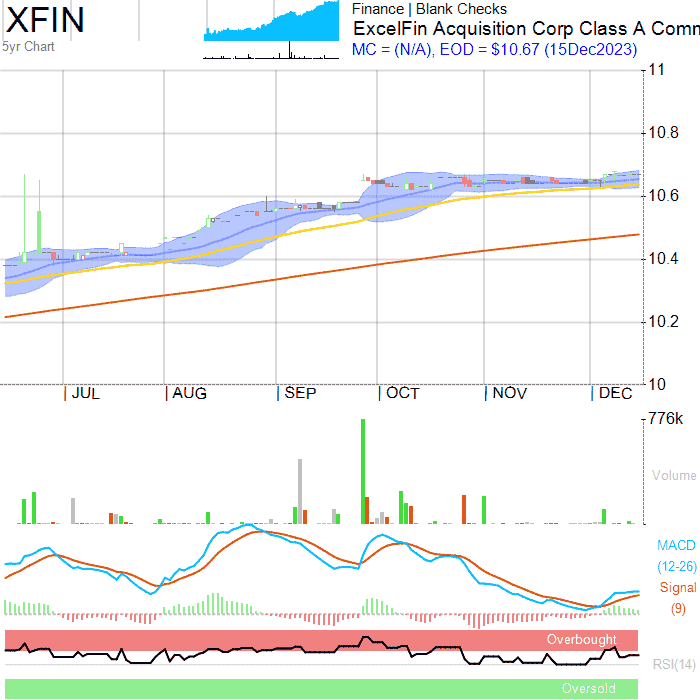 XFIN
5yr Chart
Finance | Blank Checks
ExcelFin Acquisition Corp Class A Comm
MC = (N/A), EOD = $10.67 (15Dec2023)
11
10.8
10.6
10.4
10.2
10
JUL
AUG
SEP
OCT
NOV
DEC
776k
Volume
MACD
(12-26)
Signal
(9)
Overbought
RSI(14)
Oversold